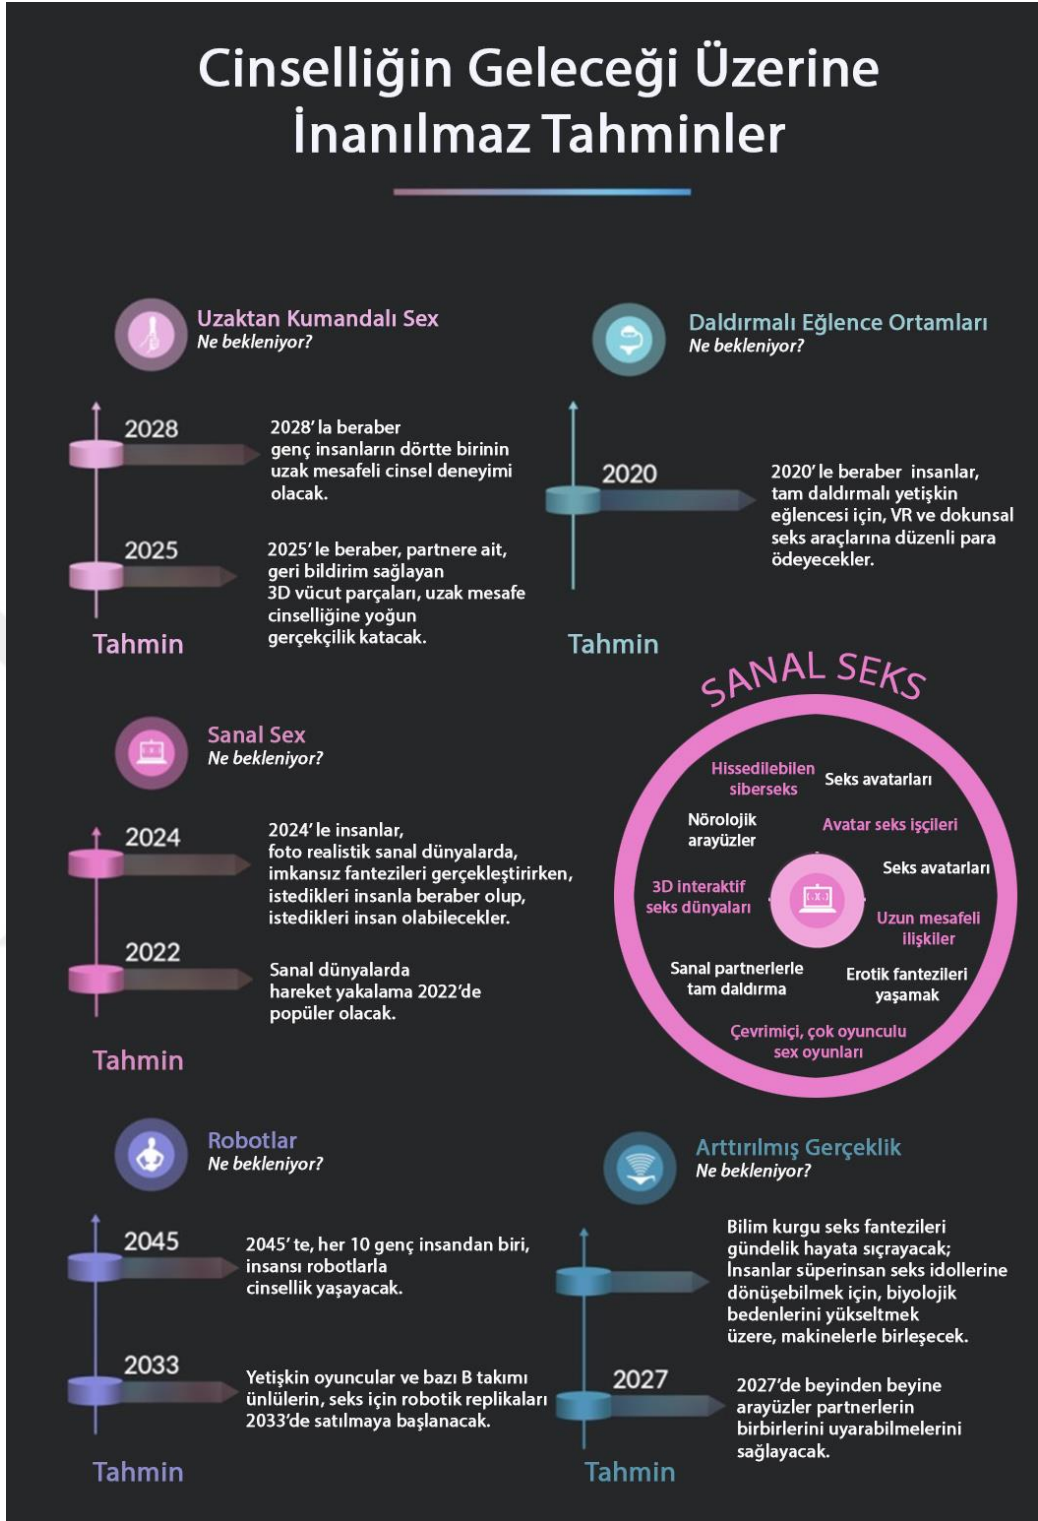 Cinselliğin Geleceği Üzerine
İnanılmaz Tahminler
Uzaktan Kumandalı Sex
Ne bekleniyor?
2028
2028' la beraber
genç insanların dörtte birinin
uzak mesafeli cinsel deneyimi
olacak.
2025
2025' le beraber, partnere ait,
geri bildirim sağlayan
3D vücut parçaları, uzak mesafe
cinselliğine yoğun
gerçekçilik katacak.
Tahmin
Daldırmalı Eğlence Ortamları
Ne bekleniyor?
2020
2020' le beraber insanlar,
tam daldırmalı yetişkin
eğlencesi için, VR ve dokunsal
seks araçlarına düzenli para
ödeyecekler.
Tahmin
Sanal Sex
Ne bekleniyor?
2024
2024' le insanlar,
foto realistik sanal dünyalarda,
imkansız fantezileri gerçekleştirirken,
istedikleri insanla beraber olup,
istedikleri insan olabilecekler.
2022
Sanal dünyalarda
hareket yakalama 2022'de
popüler olacak.
Tahmin
SANAL SEKS
Hissedilebilen
siberseks
Seks avatarları
Nörolojik
arayüzler
Avatar seks işçileri
Seks avatarları
3D interaktif
seks dünyaları
Uzun mesafeli
ilişkiler
Sanal partnerlerle
tam daldırma
Erotik fantezileri
yaşamak
Çevrimiçi, çok oyunculu
sex oyunları
Robotlar
Ne bekleniyor?
2045
2045' te, her 10 genç insandan biri,
insansı robotlarla
cinsellik yaşayacak.
2033
Yetişkin oyuncular ve bazı B takımı
ünlülerin, seks için robotik replikaları
2033'de satılmaya başlanacak.
Tahmin
Arttırılmış Gerçeklik
Ne bekleniyor?
Bilim kurgu seks fantezileri
gündelik hayata sıçrayacak;
İnsanlar süperinsan seks idollerine
dönüşebilmek için, biyolojik
bedenlerini yükseltmek
üzere, makinelerle birleşecek.
2027
2027'de beyinden beyine
arayüzler partnerlerin
birbirlerini uyarabilmelerini
sağlayacak.
Tahmin